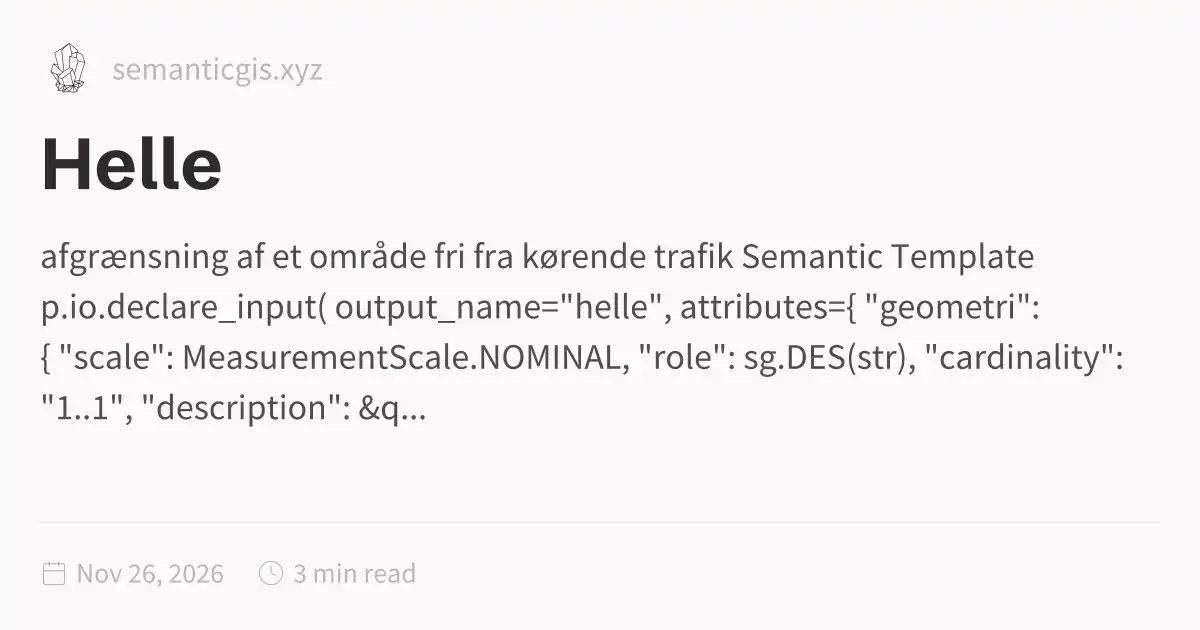 semanticgis.xyz
Helle
afgrænsning af et område fri fra kørende trafik Semantic Template
p.io.declare_input( output_name="helle", attributes={ "geometri":
{ "scale": MeasurementScale.NOMINAL, "role": sg.DES(str), "cardinality":
"1..1", "description": &q...
Nov 26, 2026 3 min read